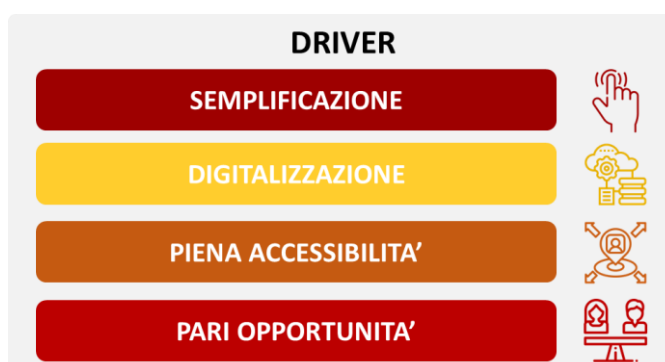 DRIVER
SEMPLIFICAZIONE
DIGITALIZZAZIONE
PIENA ACCESSIBILITA’
PARI OPPORTUNITA’